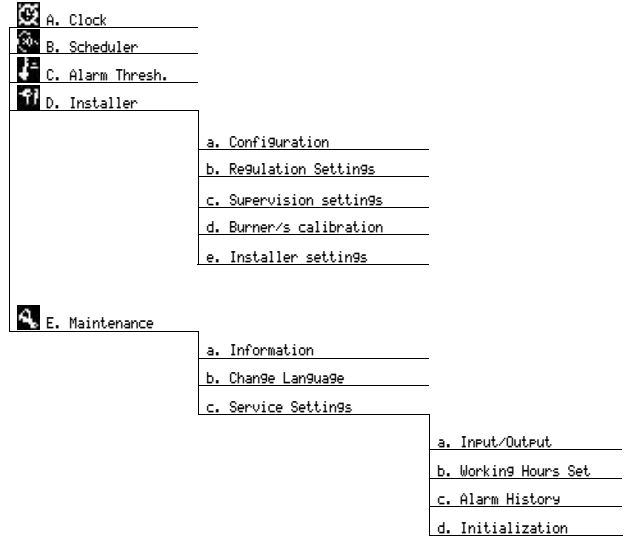 A. Clock
B. Scheduler
C. Alarm Thresh.
D. Installer
a. Configuration
b. Regulation Settings
c. Supervision settings
d. Burner/s calibration
e. Installer settings
E. Maintenance
a. Information
b. Change Language
c. Service Settings
a. Input/Output
b. Working Hours Set
c. Alarm History
d. Initialization